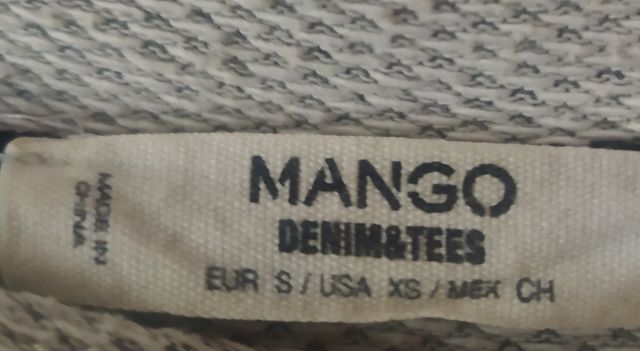 MANGO
DENIM&TEES
EUR S / USA XS / MEX CH
MADE IN
CHINA